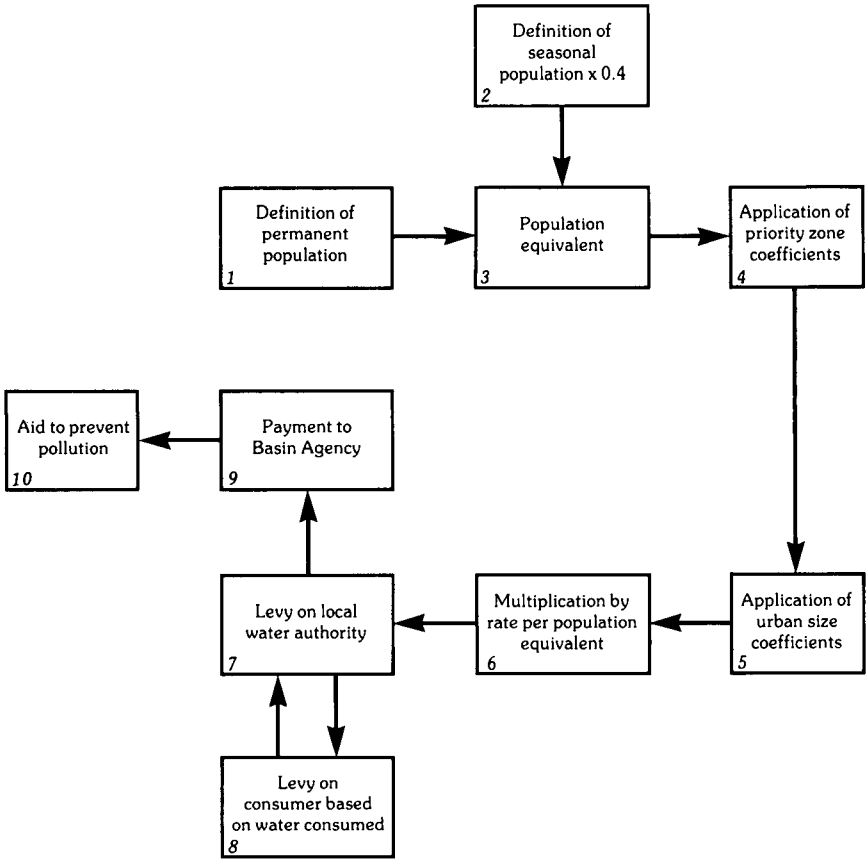 Definition of
seasonal
population x 0.4
2
Definition of
permanent
population
1
Population
equivalent
3
Application of
priority zone
coefficients
4
Aid to prevent
pollution
10
Payment to
Basin Agency
9
Levy on local
water authority
7
Multiplication by
rate per population
equivalent
6
Application of
urban size
coefficients
5
Levy on
consumer based
on water consumed
8